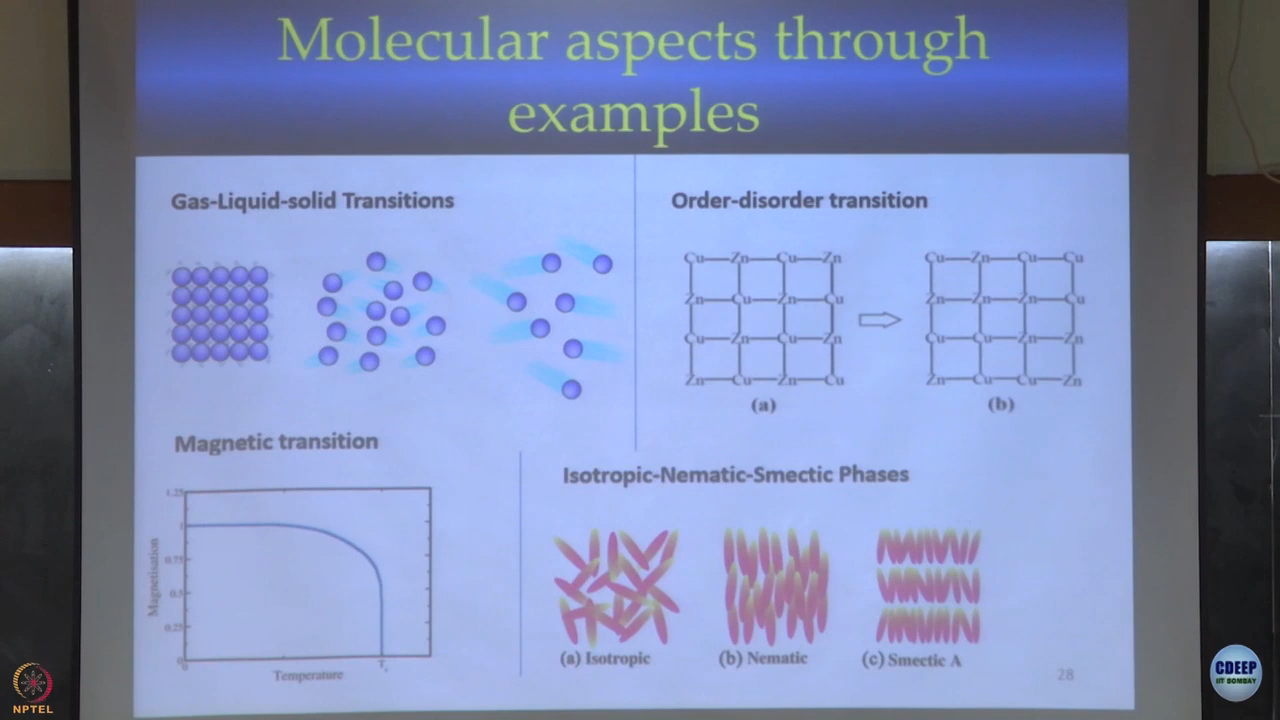 Molecular aspects through
examples
Gas-Liquid-solid Transitions
Order-disorder transition
Cu Zn Cu Zn
Zn Cu Zn Cu
Cu Zn Cu Zn
Zn Cu Zn Cu
(a)
Cu Zn Cu Cu
Zn Zn Zn Cu
Cu Cu Zn Zn
Zn Cu Cu Zn
(b)
Magnetic transition
1.25
1
0.75
0.5
0.25
0
Magnetisation
Temperature
Isotropic-Nematic-Smectic Phases
(a) Isotropic
(b) Nematic
(c) Smectic A
28
NPTEL
CDEEP
IIT BOMBAY